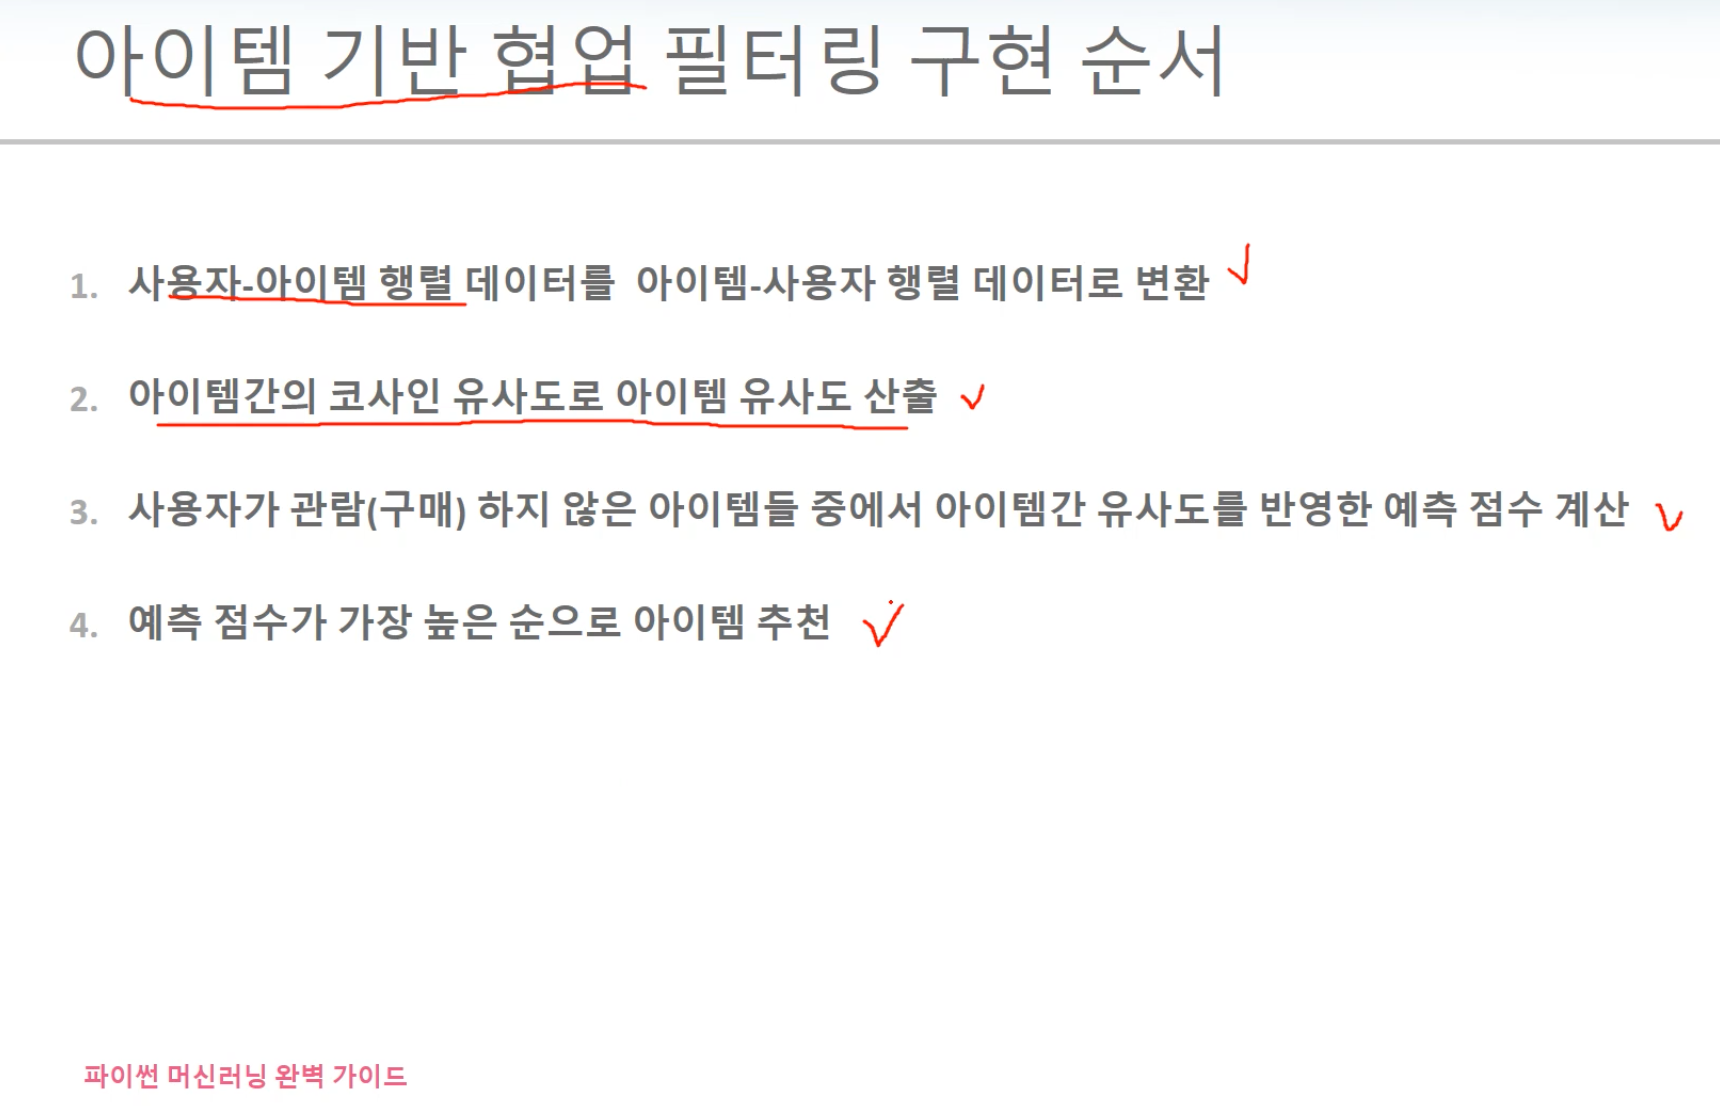 아이템 기반 협업 필터링 구현 순서
1. 사용자-아이템 행렬 데이터를 아이템-사용자 행렬 데이터로 변환
2. 아이템간의 코사인 유사도로 아이템 유사도 산출
3. 사용자가 관람(구매) 하지 않은 아이템들 중에서 아이템간 유사도를 반영한 예측 점수 계산
4. 예측 점수가 가장 높은 순으로 아이템 추천
파이썬 머신러닝 완벽 가이드